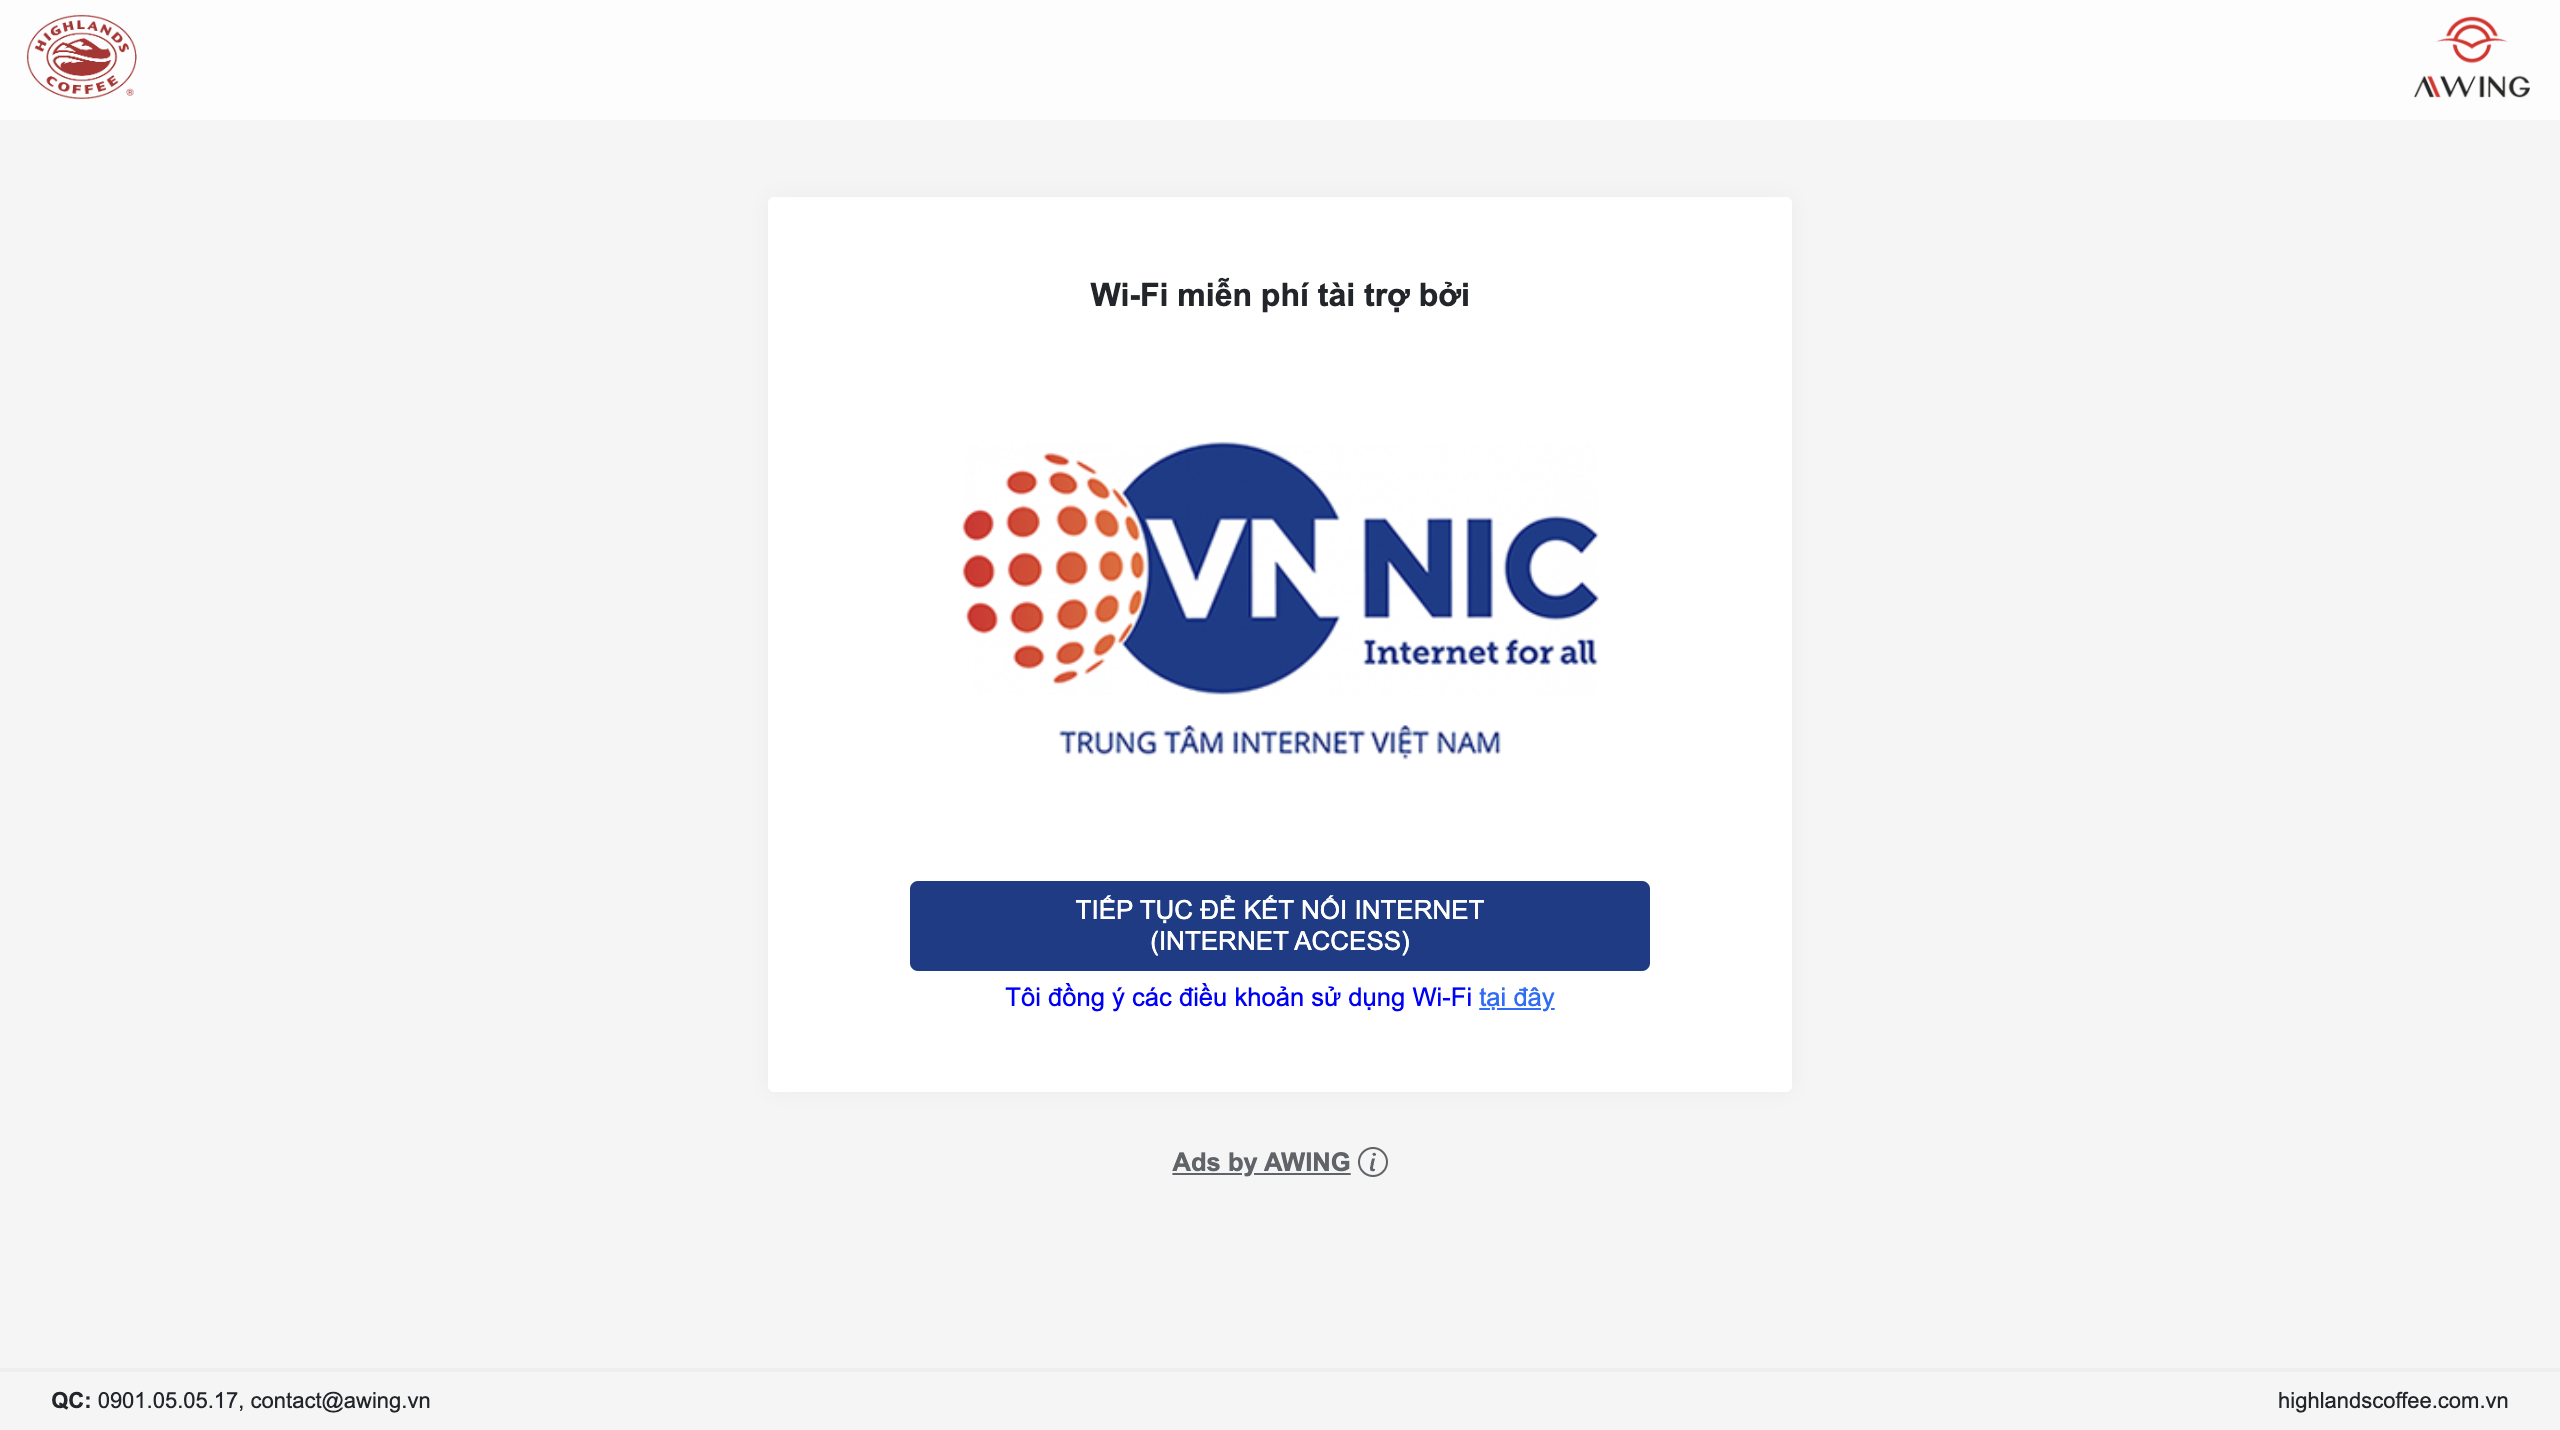 HIGHLANDS COFFEE ®
AWING
Wi-Fi miễn phí tài trợ bởi
VN NIC
Internet for all
TRUNG TÂM INTERNET VIỆT NAM
TIẾP TỤC ĐỂ KẾT NỐI INTERNET
(INTERNET ACCESS)
Tôi đồng ý các điều khoản sử dụng Wi-Fi tại đây
Ads by AWING i
QC: 0901.05.05.17, contact@awing.vn
highlandscoffee.com.vn